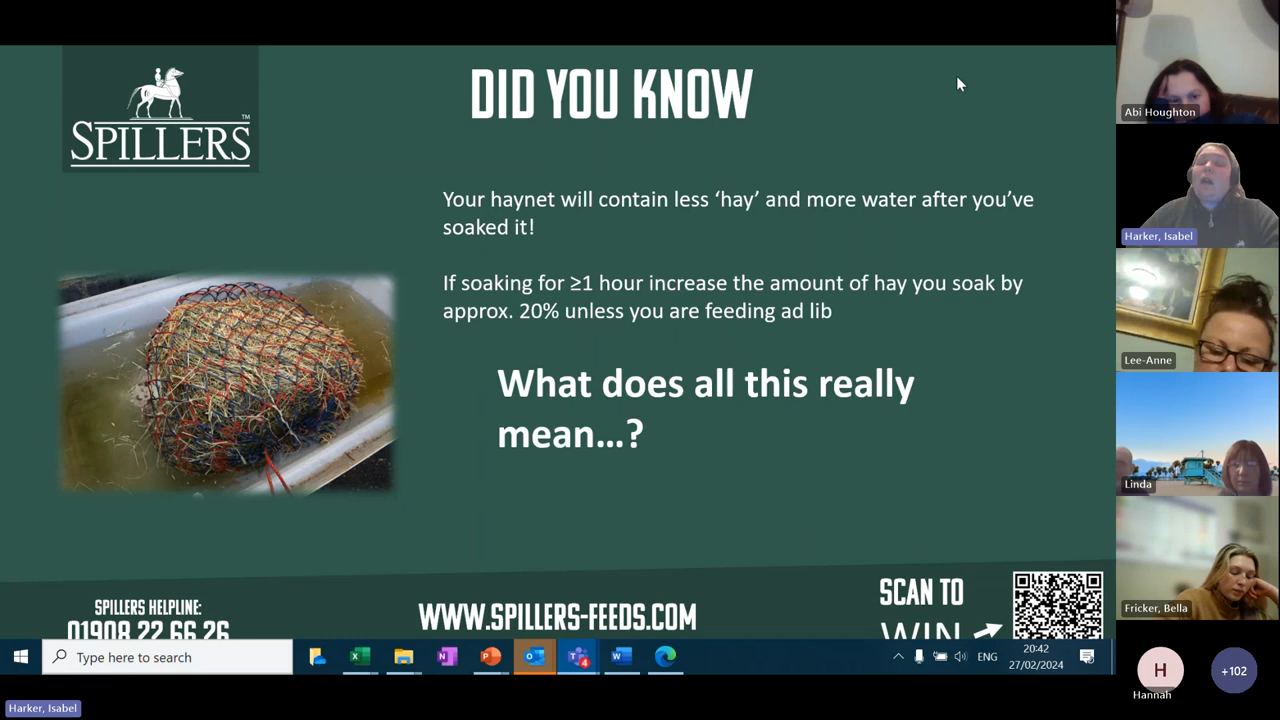 DID YOU KNOW
SPILLERS™
Your haynet will contain less ‘hay’ and more water after you’ve
soaked it!
If soaking for ≥1 hour increase the amount of hay you soak by
approx. 20% unless you are feeding ad lib
What does all this really
mean…?
SPILLERS HELPLINE:
01908 22 66 26
WWW.SPILLERS-FEEDS.COM
SCAN TO
WIN
Type here to search
4
ENG
20:42
27/02/2024
Abi Houghton
Harker, Isabel
Lee-Anne
Linda
Fricker, Bella
H
Hannah
+102
Harker, Isabel